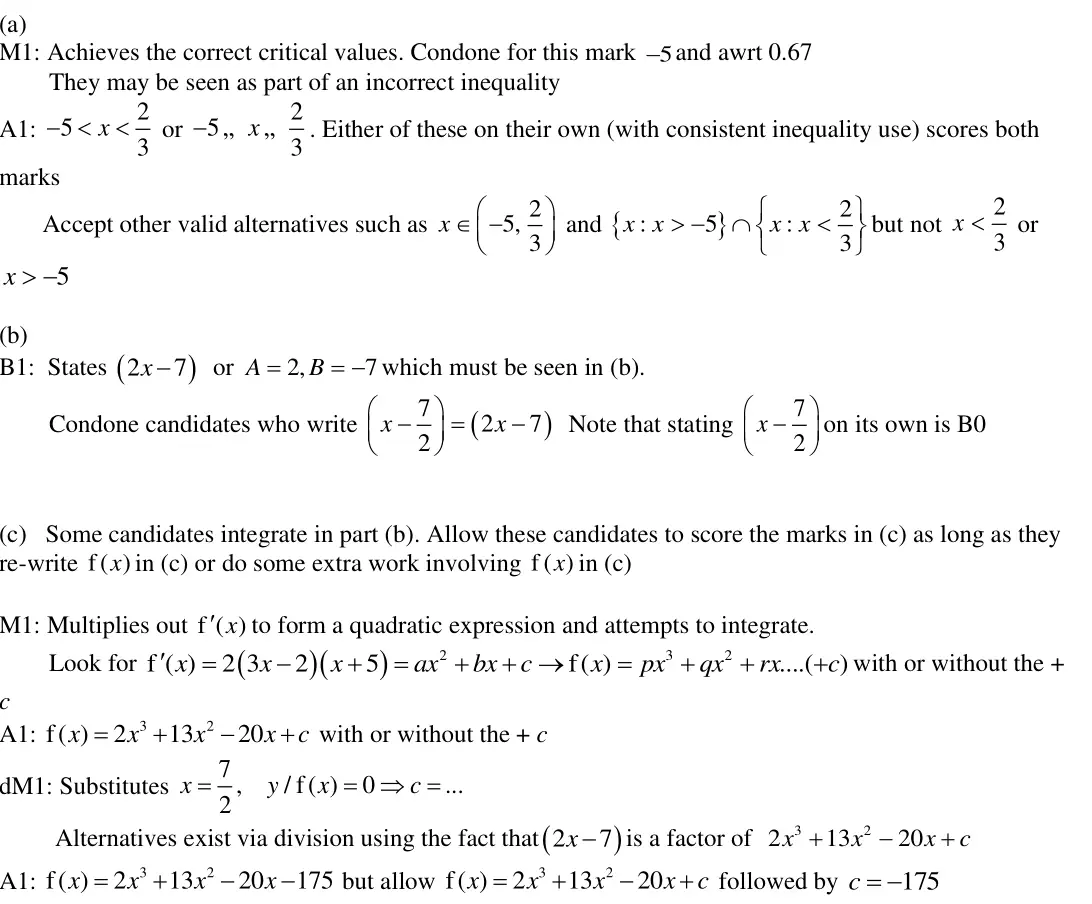 (a)
M1: Achieves the correct critical values. Condone for this mark −5 and awrt 0.67
They may be seen as part of an incorrect inequality
A1: −5 < x < 2/3 or −5 ,, x ,, 2/3 . Either of these on their own (with consistent inequality use) scores both
marks
Accept other valid alternatives such as x ∈ (−5, 2/3) and {x : x > −5} ∩ {x : x < 2/3} but not x < 2/3 or
x > −5
(b)
B1: States (2x − 7) or A = 2, B = −7 which must be seen in (b).
Condone candidates who write (x − 7/2) = (2x − 7) Note that stating (x − 7/2) on its own is B0
(c) Some candidates integrate in part (b). Allow these candidates to score the marks in (c) as long as they
re-write f(x) in (c) or do some extra work involving f(x) in (c)
M1: Multiplies out f′(x) to form a quadratic expression and attempts to integrate.
Look for f′(x) = 2(3x − 2)(x + 5) = ax² + bx + c → f(x) = px³ + qx² + rx....(+c) with or without the +
c
A1: f(x) = 2x³ + 13x² − 20x + c with or without the + c
dM1: Substitutes x = 7/2, y / f(x) = 0 ⇒ c = ...
Alternatives exist via division using the fact that (2x − 7) is a factor of 2x³ + 13x² − 20x + c
A1: f(x) = 2x³ + 13x² − 20x − 175 but allow f(x) = 2x³ + 13x² − 20x + c followed by c = −175